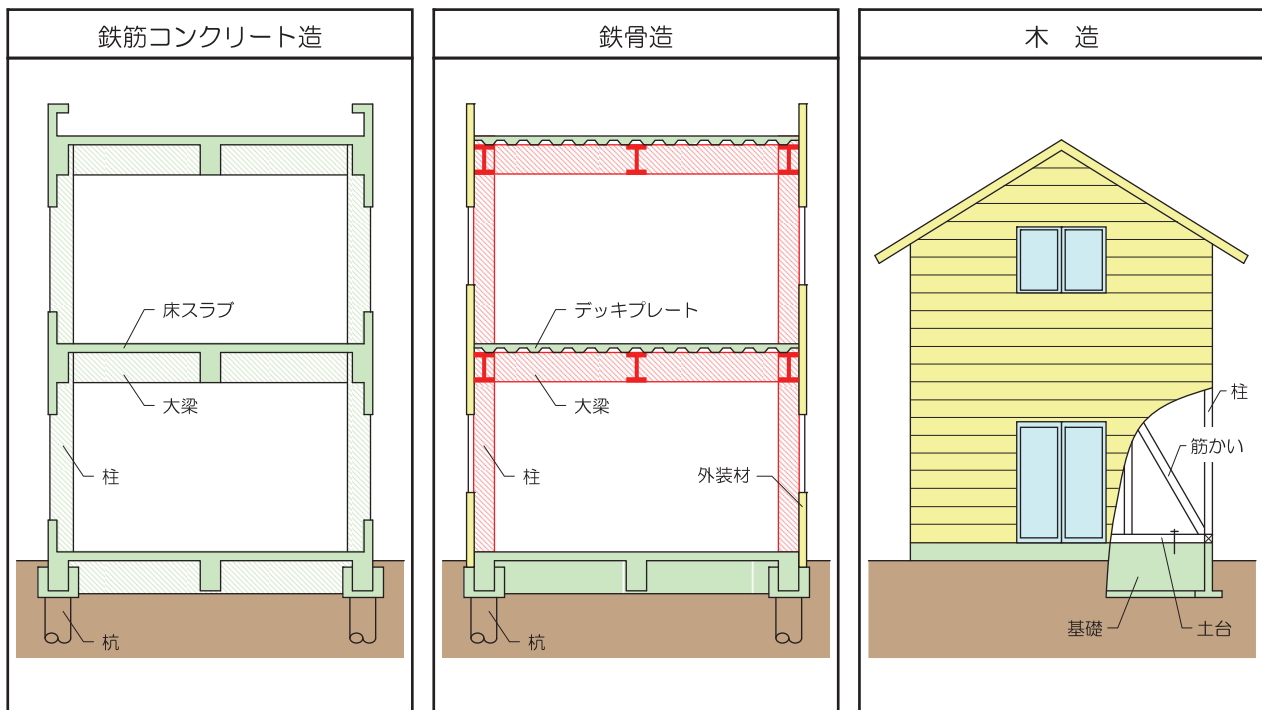 鉄筋コンクリート造
床スラブ
大梁
柱
杭
鉄骨造
デッキプレート
大梁
柱
外装材
杭
木 造
柱
筋かい
基礎
土台